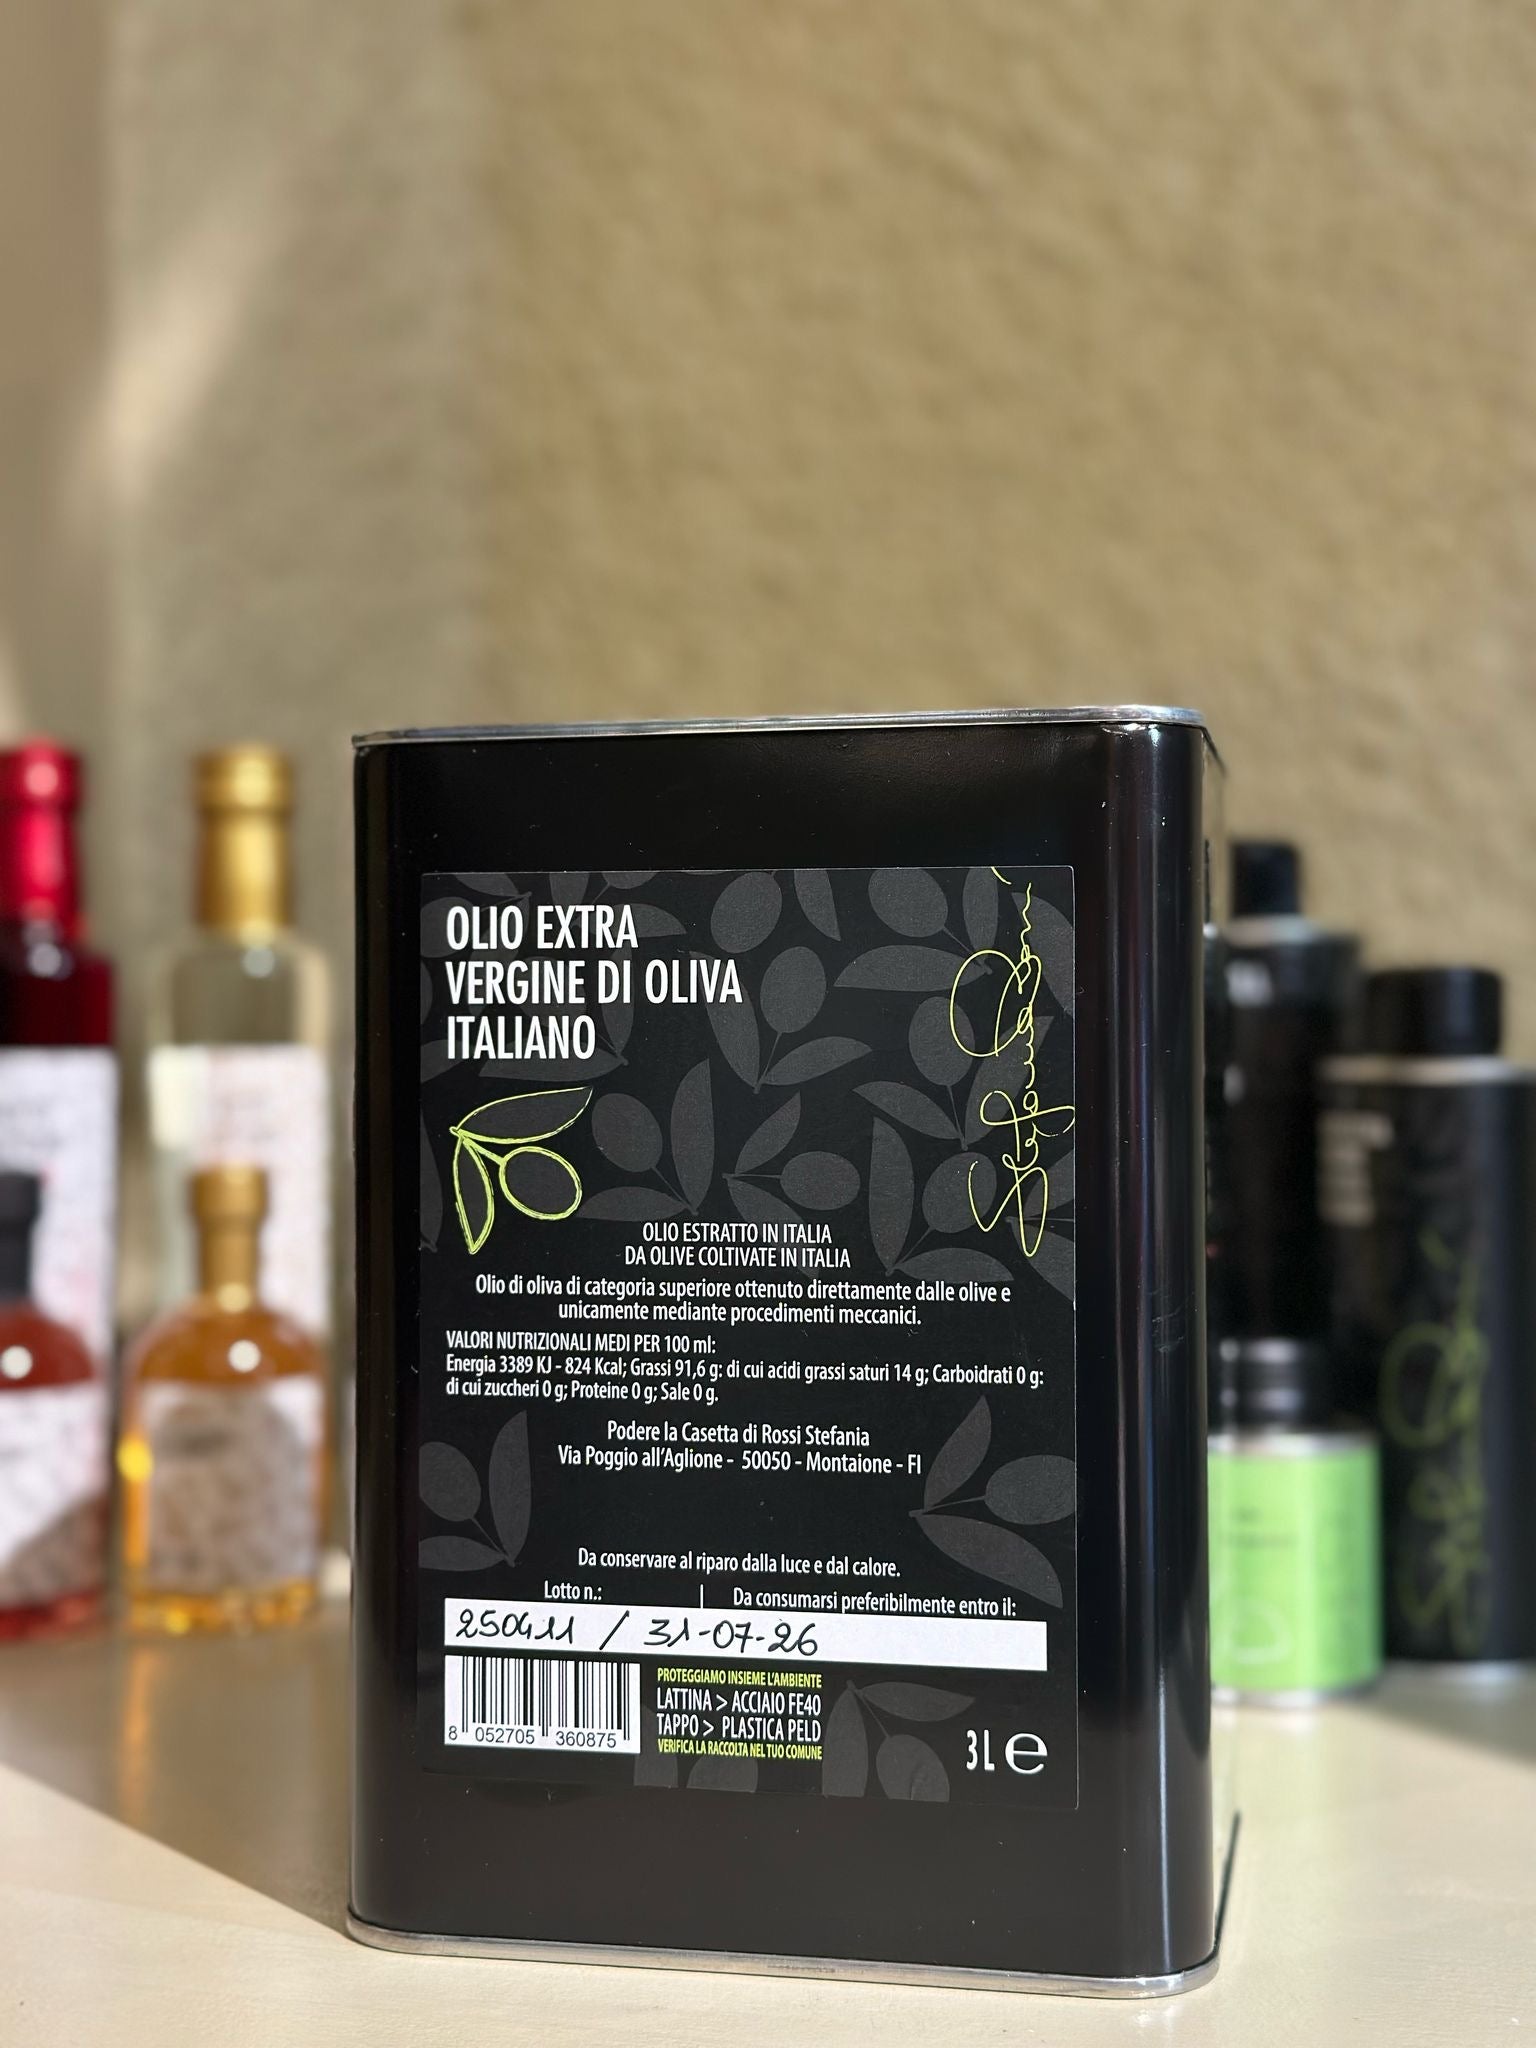 OLIO EXTRA
VERGINE DI OLIVA
ITALIANO
Stefania Rossi
OLIO ESTRATTO IN ITALIA
DA OLIVE COLTIVATE IN ITALIA
Olio di oliva di categoria superiore ottenuto direttamente dalle olive e
unicamente mediante procedimenti meccanici.
VALORI NUTRIZIONALI MEDI PER 100 ml:
Energia 3389 KJ - 824 Kcal; Grassi 91,6 g: di cui acidi grassi saturi 14 g; Carboidrati 0 g:
di cui zuccheri 0 g; Proteine 0 g; Sale 0 g.
Podere la Casetta di Rossi Stefania
Via Poggio all'Aglione - 50050 - Montaione - FI
Da conservare al riparo dalla luce e dal calore.
Lotto n.: | Da consumarsi preferibilmente entro il:
250411 / 31-07-26
8 052705 360875
PROTEGGIAMO INSIEME L'AMBIENTE
LATTINA > ACCIAIO FE40
TAPPO > PLASTICA PELD
VERIFICA LA RACCOLTA NEL TUO COMUNE
3L e